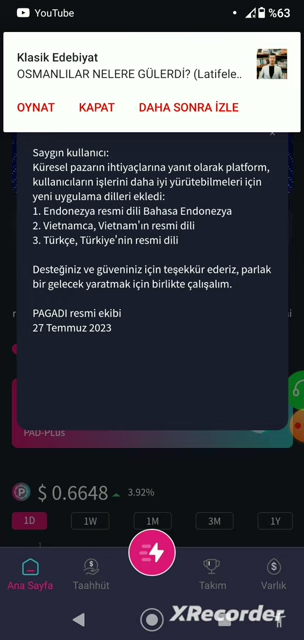 YouTube
%63
Klasik Edebiyat
OSMANLILAR NELERE GÜLERDİ? (Latifele..
OYNAT KAPAT DAHA SONRA İZLE
Saygın kullanıcı:
Küresel pazarın ihtiyaçlarına yanıt olarak platform,
kullanıcıların işlerini daha iyi yürütebilmeleri için
yeni uygulama dilleri ekledi:
1. Endonezya resmi dili Bahasa Endonezya
2. Vietnamca, Vietnam'ın resmi dili
3. Türkçe, Türkiye'nin resmi dili
Desteğiniz ve güveniniz için teşekkür ederiz, parlak
bir gelecek yaratmak için birlikte çalışalım.
PAGADI resmi ekibi
27 Temmuz 2023
PAD-PLus
$ 0.6648 3.92%
1D 1W 1M 3M 1Y
Ana Sayfa Taahhüt Takım Varlık
XRecorder